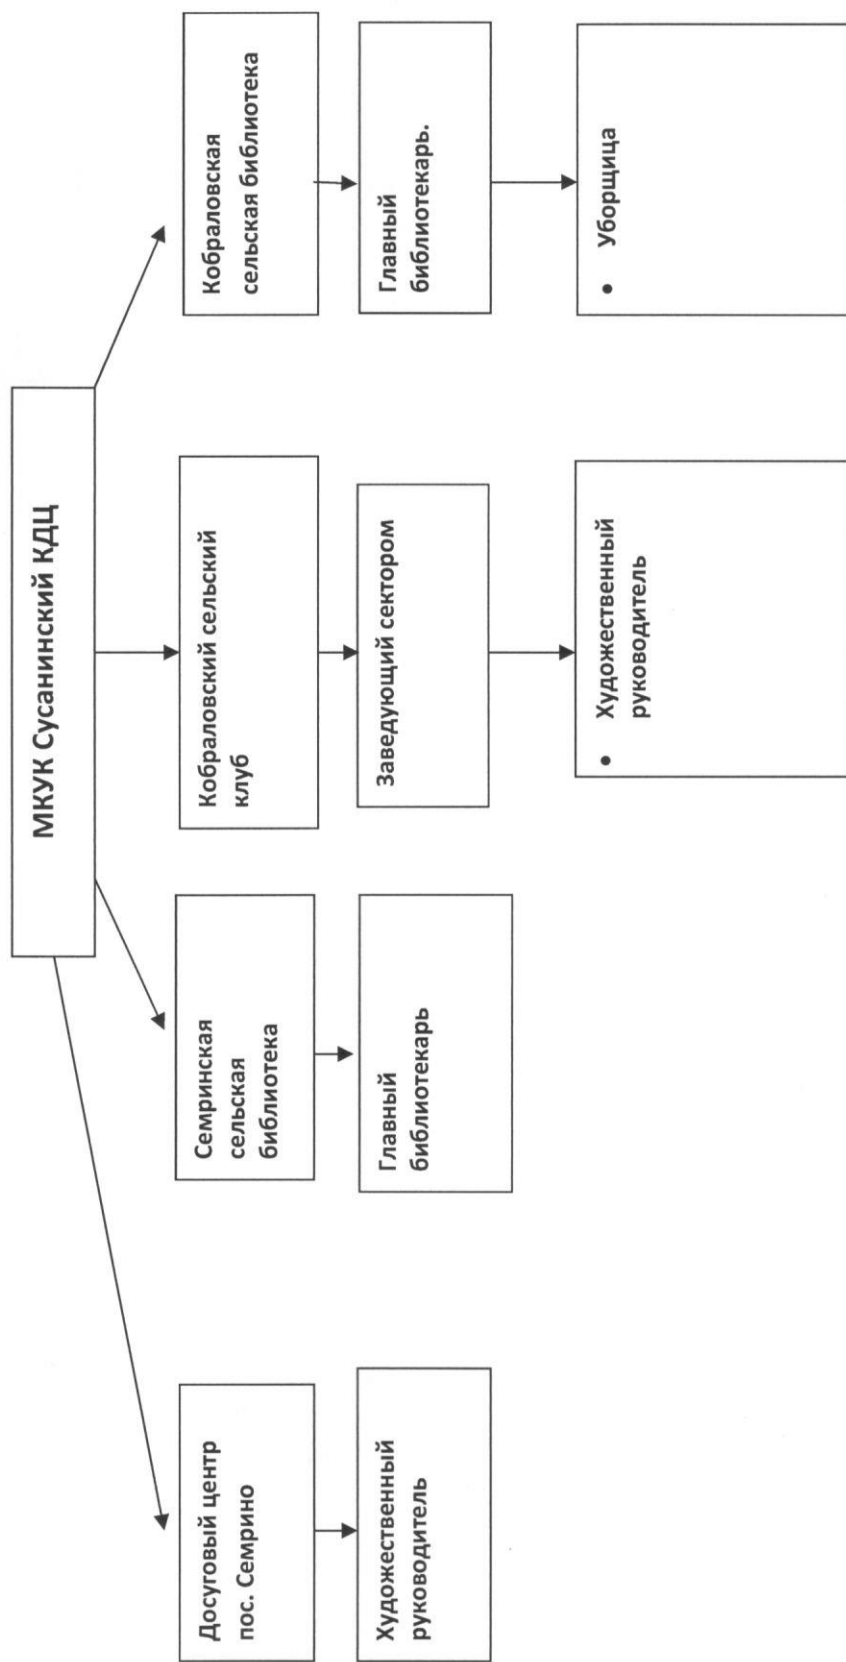 МКУК Сусанинский КДЦ
Досуговый центр
пос. Семрино
Художественный
руководитель
Семринская
сельская
библиотека
Главный
библиотекарь
Кобраловский сельский
клуб
Заведующий сектором
• Художественный
руководитель
Кобраловская
сельская библиотека
Главный
библиотекарь.
• Уборщица